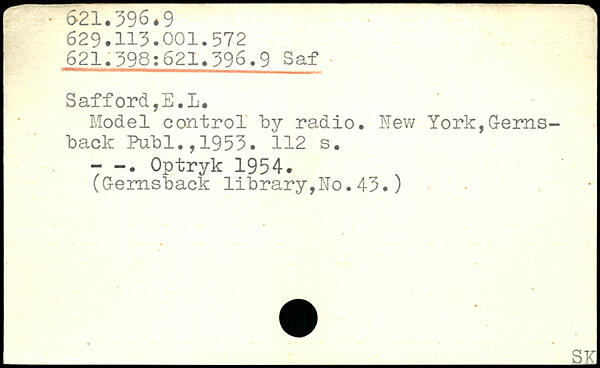 621.396.9
629.113.001.572
621.398:621.396.9 Saf
Safford,E.L.
Model control by radio. New York,Gerns-
back Publ.,1953. 112 s.
- -. Optryk 1954.
(Gernsback library,No.43.)
SK